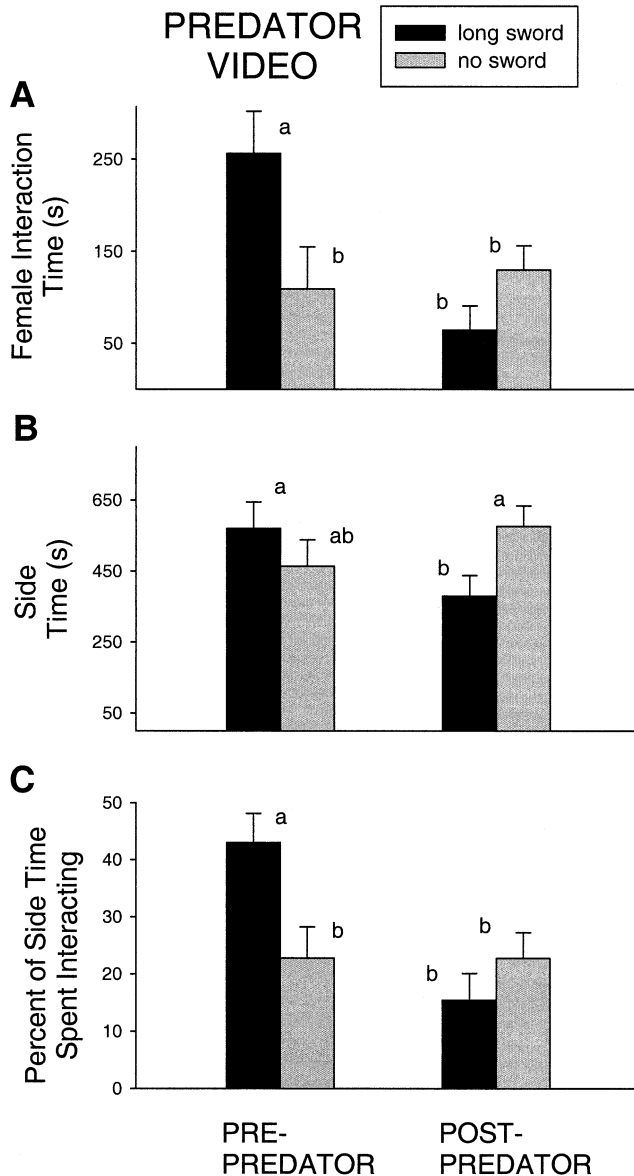 PREDATOR
VIDEO
long sword
no sword
A
Female Interaction
Time (s)
250
150
50
a
b
b
b
B
Side
Time (s)
650
450
250
50
a
ab
b
a
C
Percent of Side Time
Spent Interacting
50
40
30
20
10
0
a
b
b
b
PRE-
PREDATOR
POST-
PREDATOR